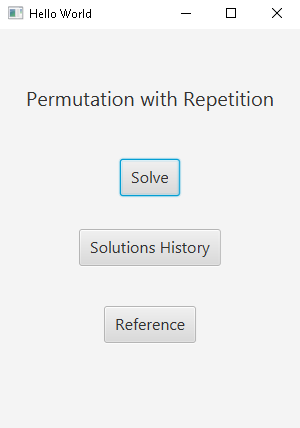 Hello World
Permutation with Repetition
Solve
Solutions History
Reference